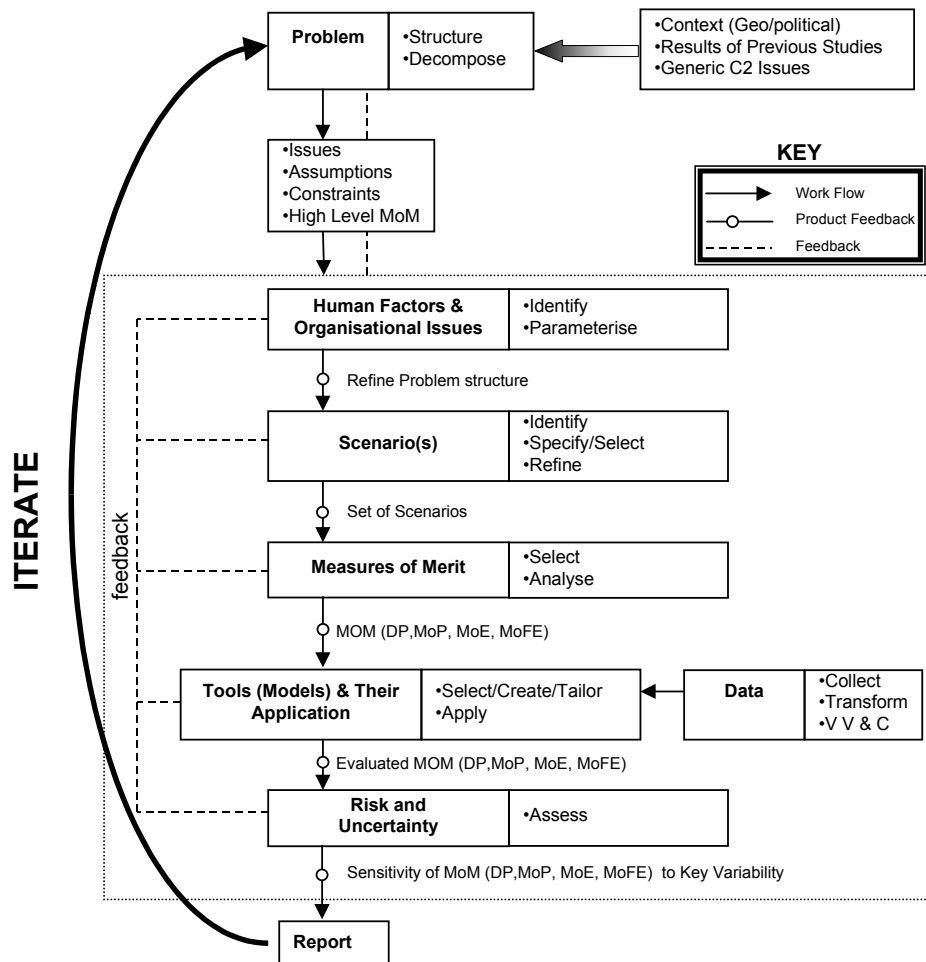 Problem
•Structure
•Decompose
•Context (Geo/political)
•Results of Previous Studies
•Generic C2 Issues
•Issues
•Assumptions
•Constraints
•High Level MoM
KEY
Work Flow
Product Feedback
Feedback
Human Factors &
Organisational Issues
•Identify
•Parameterise
Refine Problem structure
Scenario(s)
•Identify
•Specify/Select
•Refine
Set of Scenarios
Measures of Merit
•Select
•Analyse
MOM (DP,MoP, MoE, MoFE)
Tools (Models) & Their
Application
•Select/Create/Tailor
•Apply
Data
•Collect
•Transform
•V V & C
Evaluated MOM (DP,MoP, MoE, MoFE)
Risk and
Uncertainty
•Assess
Sensitivity of MoM (DP,MoP, MoE, MoFE) to Key Variability
Report
ITERATE
feedback